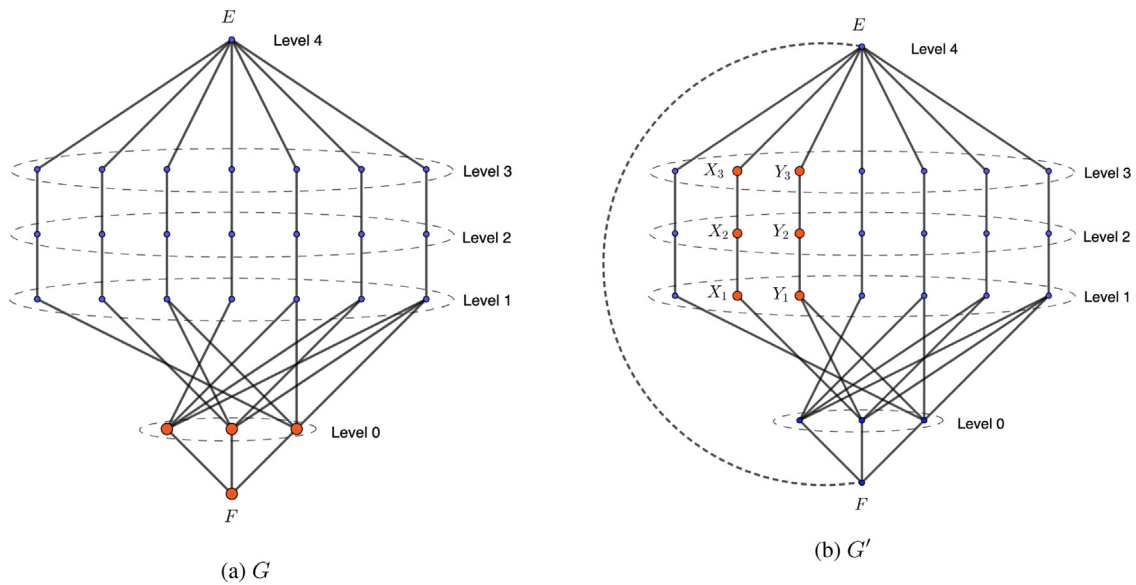 E
Level 4
Level 3
Level 2
Level 1
Level 0
F
(a) G
E
Level 4
X₃ Y₃
Level 3
X₂ Y₂
Level 2
X₁ Y₁
Level 1
Level 0
F
(b) G′